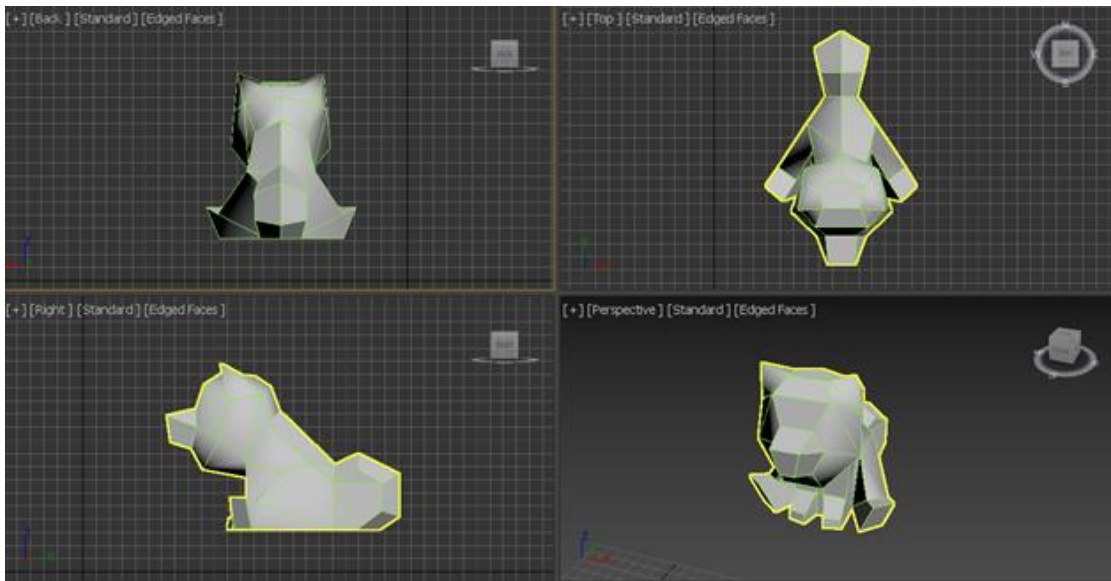 [+] [Back] [Standard] [Edged Faces]
[+] [Top] [Standard] [Edged Faces]
[+] [Right] [Standard] [Edged Faces]
[+] [Perspective] [Standard] [Edged Faces]